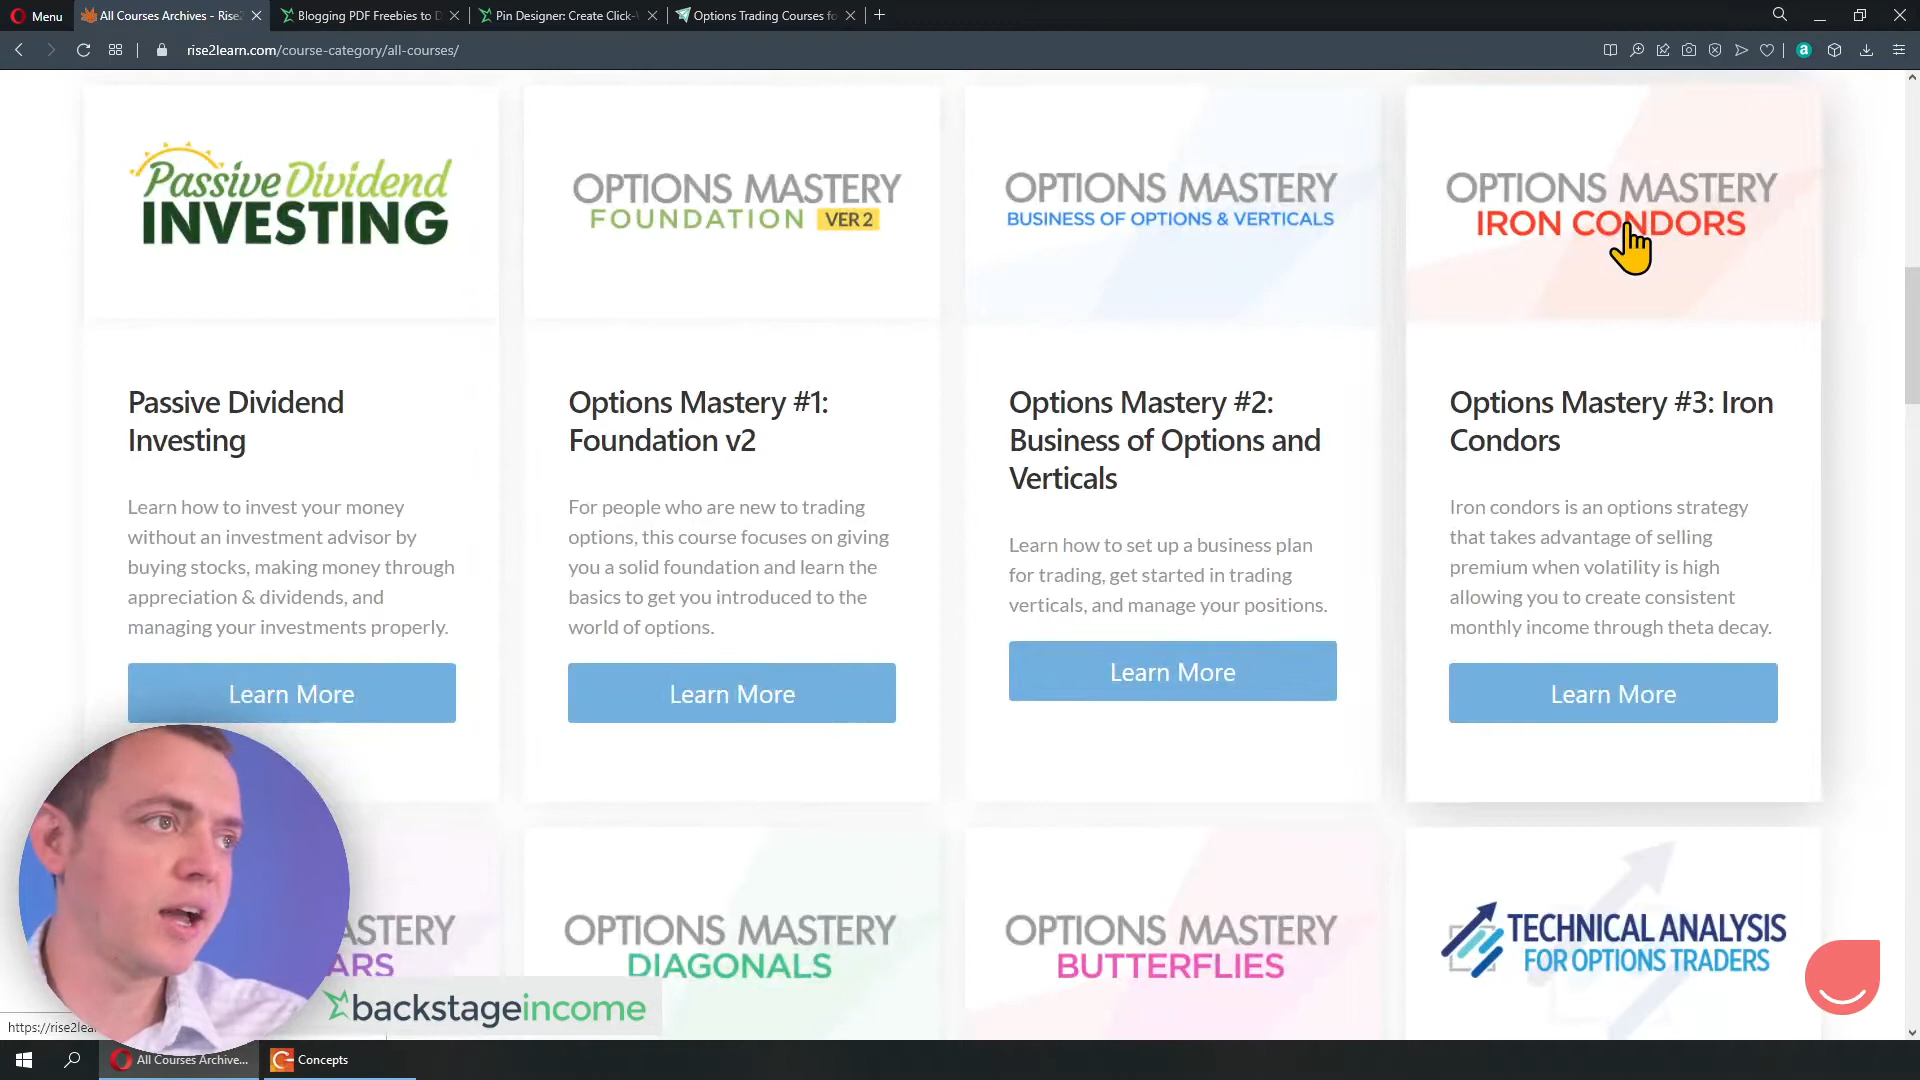 Menu
All Courses Archives - Rise2
Blogging PDF Freebies to D
Pin Designer: Create Click-
Options Trading Courses fo
rise2learn.com/course-category/all-courses/
a
Passive Dividend
INVESTING
OPTIONS MASTERY
FOUNDATION VER 2
OPTIONS MASTERY
BUSINESS OF OPTIONS & VERTICALS
OPTIONS MASTERY
IRON CONDORS
Passive Dividend
Investing
Learn how to invest your money
without an investment advisor by
buying stocks, making money through
appreciation & dividends, and
managing your investments properly.
Learn More
Options Mastery #1:
Foundation v2
For people who are new to trading
options, this course focuses on giving
you a solid foundation and learn the
basics to get you introduced to the
world of options.
Learn More
Options Mastery #2:
Business of Options and
Verticals
Learn how to set up a business plan
for trading, get started in trading
verticals, and manage your positions.
Learn More
Options Mastery #3: Iron
Condors
Iron condors is an options strategy
that takes advantage of selling
premium when volatility is high
allowing you to create consistent
monthly income through theta decay.
Learn More
ASTERY
ARS
OPTIONS MASTERY
DIAGONALS
OPTIONS MASTERY
BUTTERFLIES
TECHNICAL ANALYSIS
FOR OPTIONS TRADERS
backstageincome
https://rise2lea
All Courses Archive...
Concepts